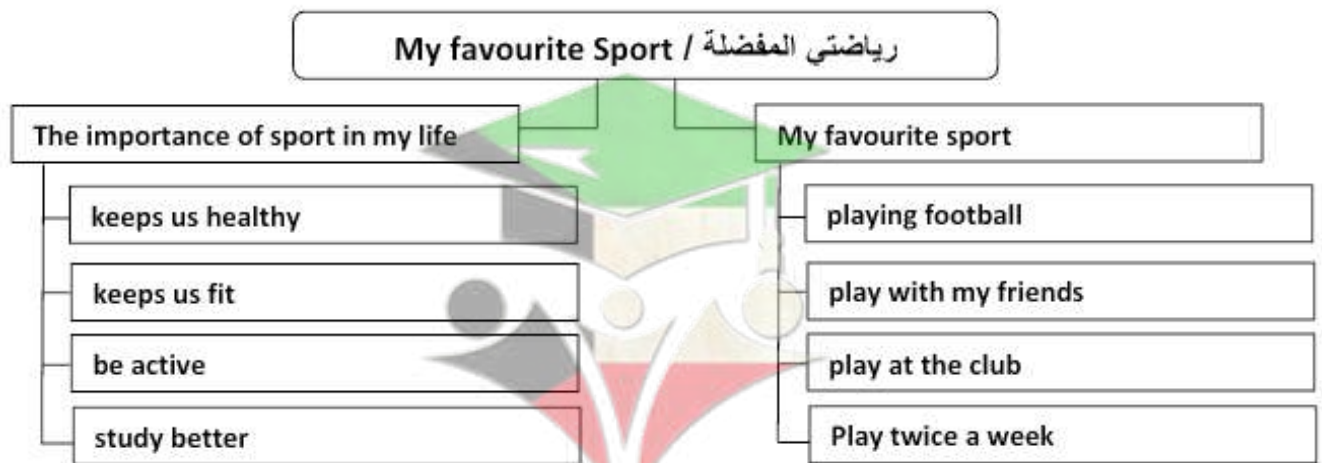 My favourite Sport / رياضتي المفضلة
The importance of sport in my life
keeps us healthy
keeps us fit
be active
study better
My favourite sport
playing football
play with my friends
play at the club
Play twice a week